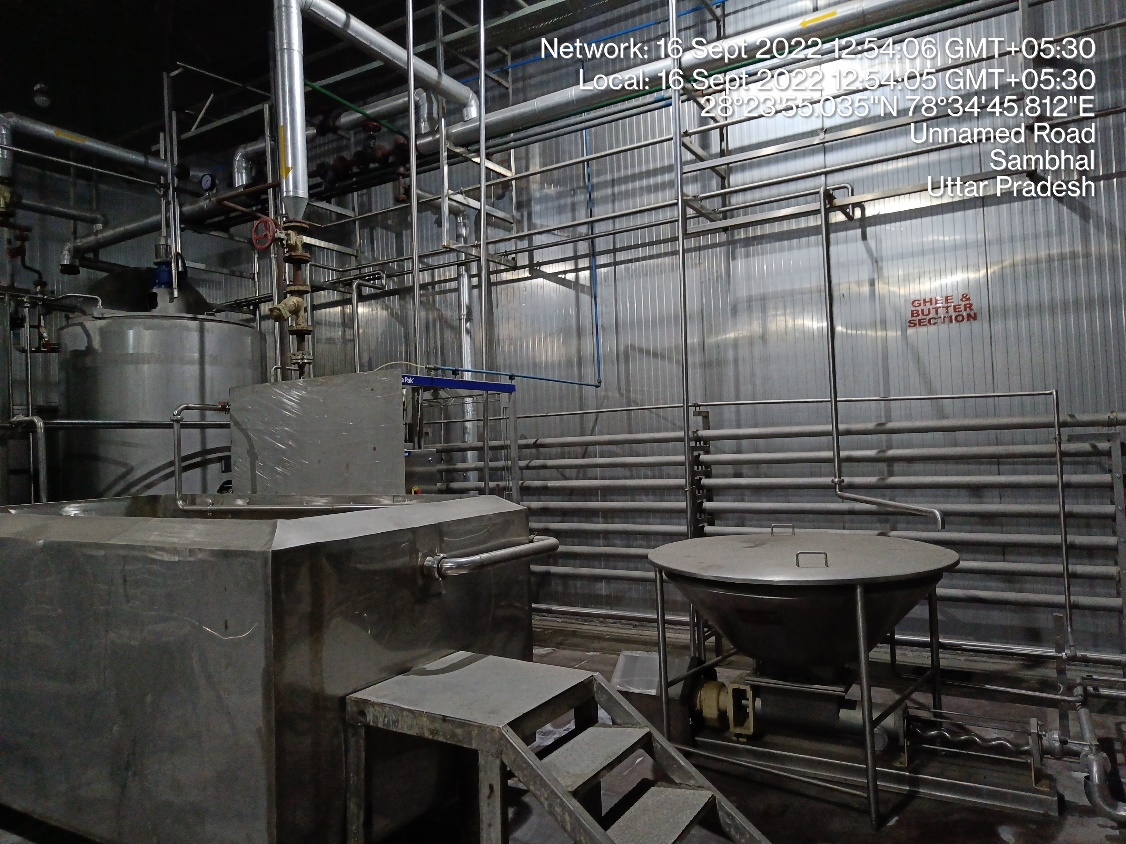 Network: 16 Sept 2022 12:54:06 GMT+05:30
Local: 16 Sept 2022 12:54:05 GMT+05:30
28°23'55.035"N 78°34'45.812"E
Unnamed Road
Sambhal
Uttar Pradesh
GHEE &
BUTTER
SECTION
Pak